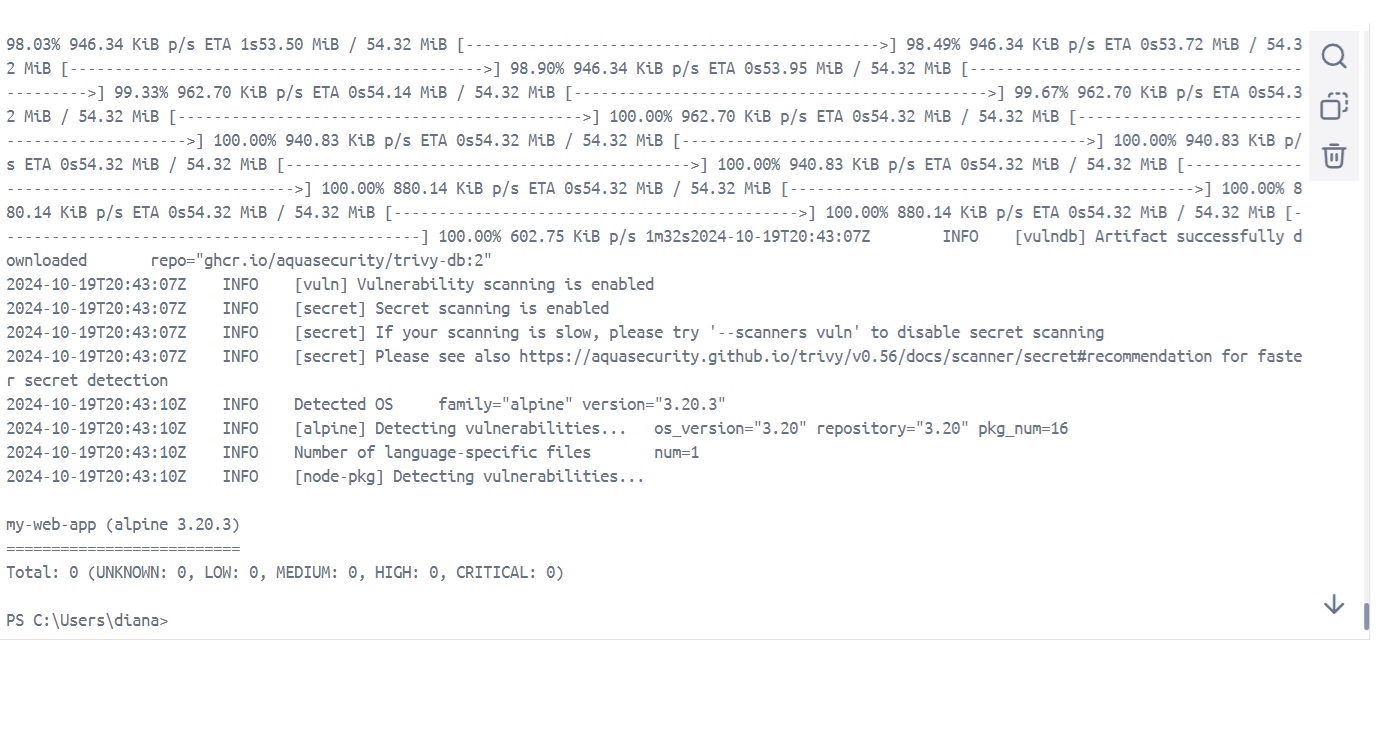 98.03% 946.34 KiB p/s ETA 1s53.50 MiB / 54.32 MiB [---------------------------------------------->] 98.49% 946.34 KiB p/s ETA 0s53.72 MiB / 54.3
2 MiB [---------------------------------------------->] 98.90% 946.34 KiB p/s ETA 0s53.95 MiB / 54.32 MiB [-------------------------------------
--------->] 99.33% 962.70 KiB p/s ETA 0s54.14 MiB / 54.32 MiB [---------------------------------------------->] 99.67% 962.70 KiB p/s ETA 0s54.3
2 MiB / 54.32 MiB [--------------------------------------------->] 100.00% 962.70 KiB p/s ETA 0s54.32 MiB / 54.32 MiB [-------------------------
-------------------->] 100.00% 940.83 KiB p/s ETA 0s54.32 MiB / 54.32 MiB [--------------------------------------------->] 100.00% 940.83 KiB p/
s ETA 0s54.32 MiB / 54.32 MiB [--------------------------------------------->] 100.00% 940.83 KiB p/s ETA 0s54.32 MiB / 54.32 MiB [-------------
-------------------------------->] 100.00% 880.14 KiB p/s ETA 0s54.32 MiB / 54.32 MiB [--------------------------------------------->] 100.00% 8
80.14 KiB p/s ETA 0s54.32 MiB / 54.32 MiB [--------------------------------------------->] 100.00% 880.14 KiB p/s ETA 0s54.32 MiB / 54.32 MiB [-
----------------------------------------------] 100.00% 602.75 KiB p/s 1m32s2024-10-19T20:43:07Z        INFO    [vulndb] Artifact successfully d
ownloaded       repo="ghcr.io/aquasecurity/trivy-db:2"
2024-10-19T20:43:07Z    INFO    [vuln] Vulnerability scanning is enabled
2024-10-19T20:43:07Z    INFO    [secret] Secret scanning is enabled
2024-10-19T20:43:07Z    INFO    [secret] If your scanning is slow, please try '--scanners vuln' to disable secret scanning
2024-10-19T20:43:07Z    INFO    [secret] Please see also https://aquasecurity.github.io/trivy/v0.56/docs/scanner/secret#recommendation for faste
r secret detection
2024-10-19T20:43:10Z    INFO    Detected OS     family="alpine" version="3.20.3"
2024-10-19T20:43:10Z    INFO    [alpine] Detecting vulnerabilities...   os_version="3.20" repository="3.20" pkg_num=16
2024-10-19T20:43:10Z    INFO    Number of language-specific files       num=1
2024-10-19T20:43:10Z    INFO    [node-pkg] Detecting vulnerabilities...
my-web-app (alpine 3.20.3)
==========================
Total: 0 (UNKNOWN: 0, LOW: 0, MEDIUM: 0, HIGH: 0, CRITICAL: 0)
PS C:\Users\diana>